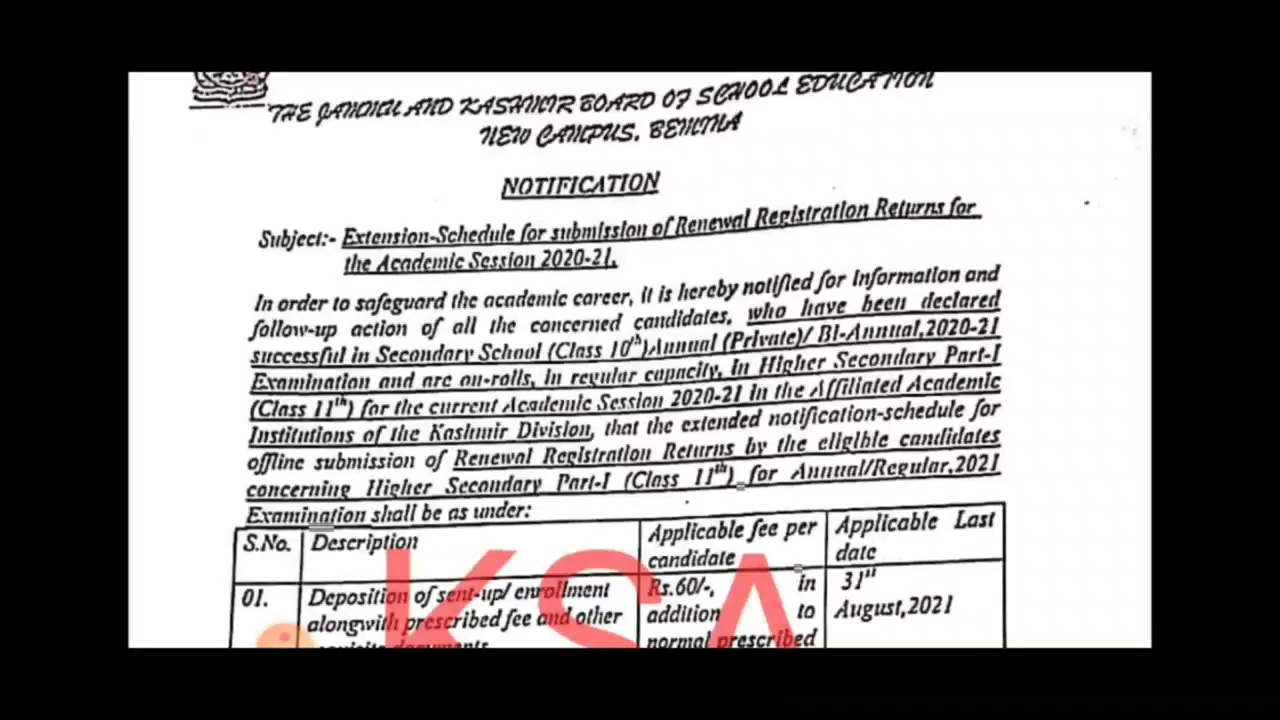 THE JAMMU AND KASHMIR BOARD OF SCHOOL EDUCATION
NEW CAMPUS, BEMINA
NOTIFICATION
Subject:- Extension-Schedule for submission of Renewal Registration Returns for
the Academic Session 2020-21.
In order to safeguard the academic career, it is hereby notified for information and
follow-up action of all the concerned candidates, who have been declared
successful in Secondary School (Class 10th) Annual (Private)/ Bi-Annual,2020-21
Examination and are on-rolls, in regular capacity, in Higher Secondary Part-I
(Class 11th) for the current Academic Session 2020-21 in the Affiliated Academic
Institutions of the Kashmir Division, that the extended notification-schedule for
offline submission of Renewal Registration Returns by the eligible candidates
concerning Higher Secondary Part-I (Class 11th) for Annual/Regular,2021
Examination shall be as under:
S.No. Description Applicable fee per candidate Applicable Last date
01. Deposition of sent-up/ enrollment Rs.60/-, in 31st
alongwith prescribed fee and other addition to August,2021
requisite documents normal prescribed
KSA